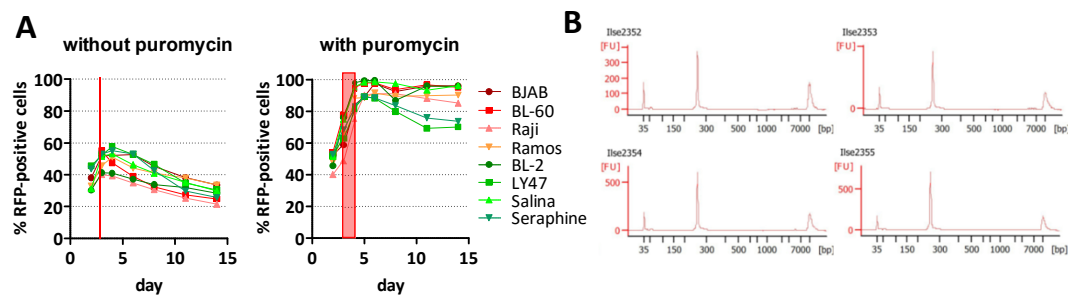 A
B
without puromycin
with puromycin
% RFP-positive cells
100
80
60
40
20
0
0 5 10 15
day
% RFP-positive cells
100
80
60
40
20
0
0 5 10 15
day
BJAB
BL-60
Raji
Ramos
BL-2
LY47
Salina
Seraphine
Ilse2352
[FU]
300
200
100
0
35 150 300 500 1000 7000 [bp]
Ilse2353
[FU]
0
35 150 300 500 1000 7000 [bp]
Ilse2354
[FU]
500
0
35 150 300 500 1000 7000 [bp]
Ilse2355
[FU]
500
0
35 150 300 500 1000 7000 [bp]